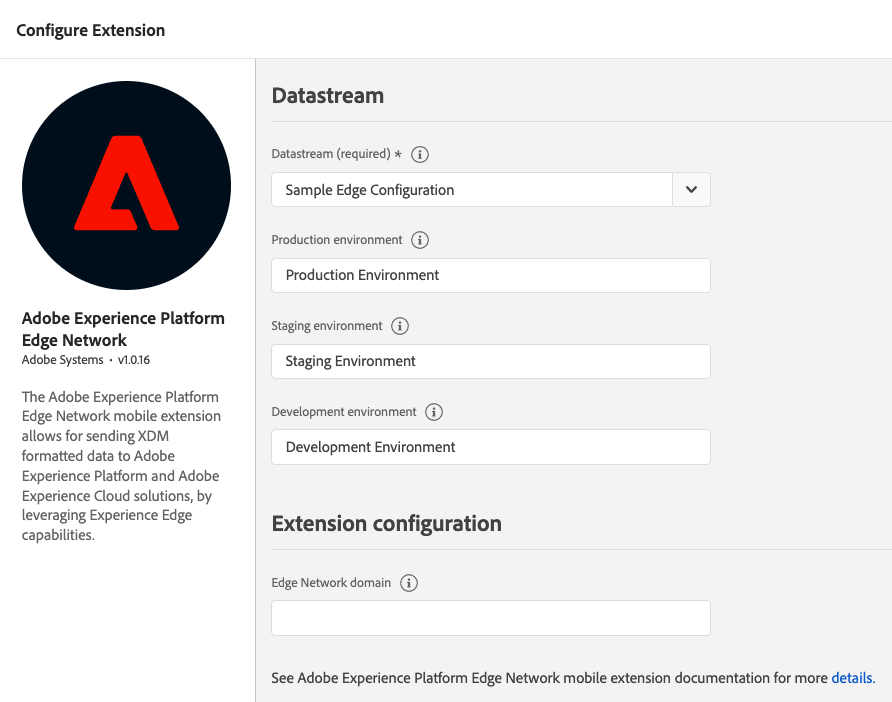 Configure Extension
Adobe Experience Platform
Edge Network
Adobe Systems · v1.0.16
The Adobe Experience Platform
Edge Network mobile extension
allows for sending XDM
formatted data to Adobe
Experience Platform and Adobe
Experience Cloud solutions, by
leveraging Experience Edge
capabilities.
Datastream
Datastream (required) *
Sample Edge Configuration
Production environment
Production Environment
Staging environment
Staging Environment
Development environment
Development Environment
Extension configuration
Edge Network domain
See Adobe Experience Platform Edge Network mobile extension documentation for more details.